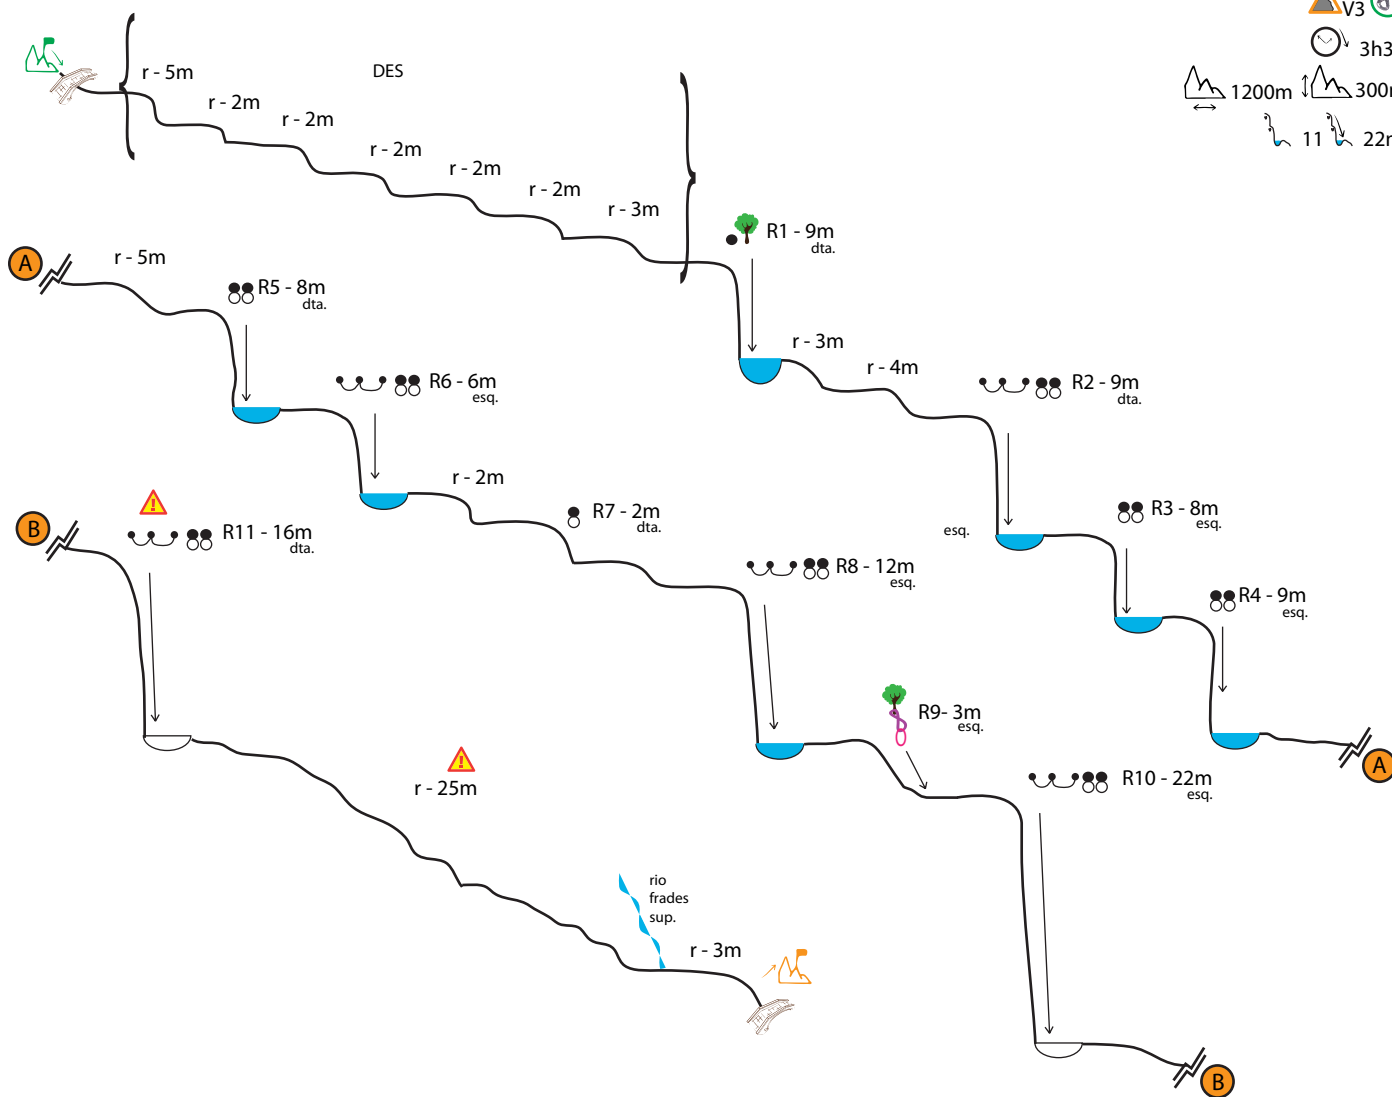 V3
3h3
1200m 300m
11 22m
DES
r - 5m
r - 2m
r - 2m
r - 2m
r - 2m
r - 2m
r - 3m
R1 - 9m
dta.
r - 3m
r - 4m
R2 - 9m
dta.
esq.
R3 - 8m
esq.
R4 - 9m
esq.
A
A
r - 5m
R5 - 8m
dta.
R6 - 6m
esq.
r - 2m
R7 - 2m
dta.
R8 - 12m
esq.
R9- 3m
esq.
R10 - 22m
esq.
B
B
R11 - 16m
dta.
r - 25m
rio
frades
sup.
r - 3m